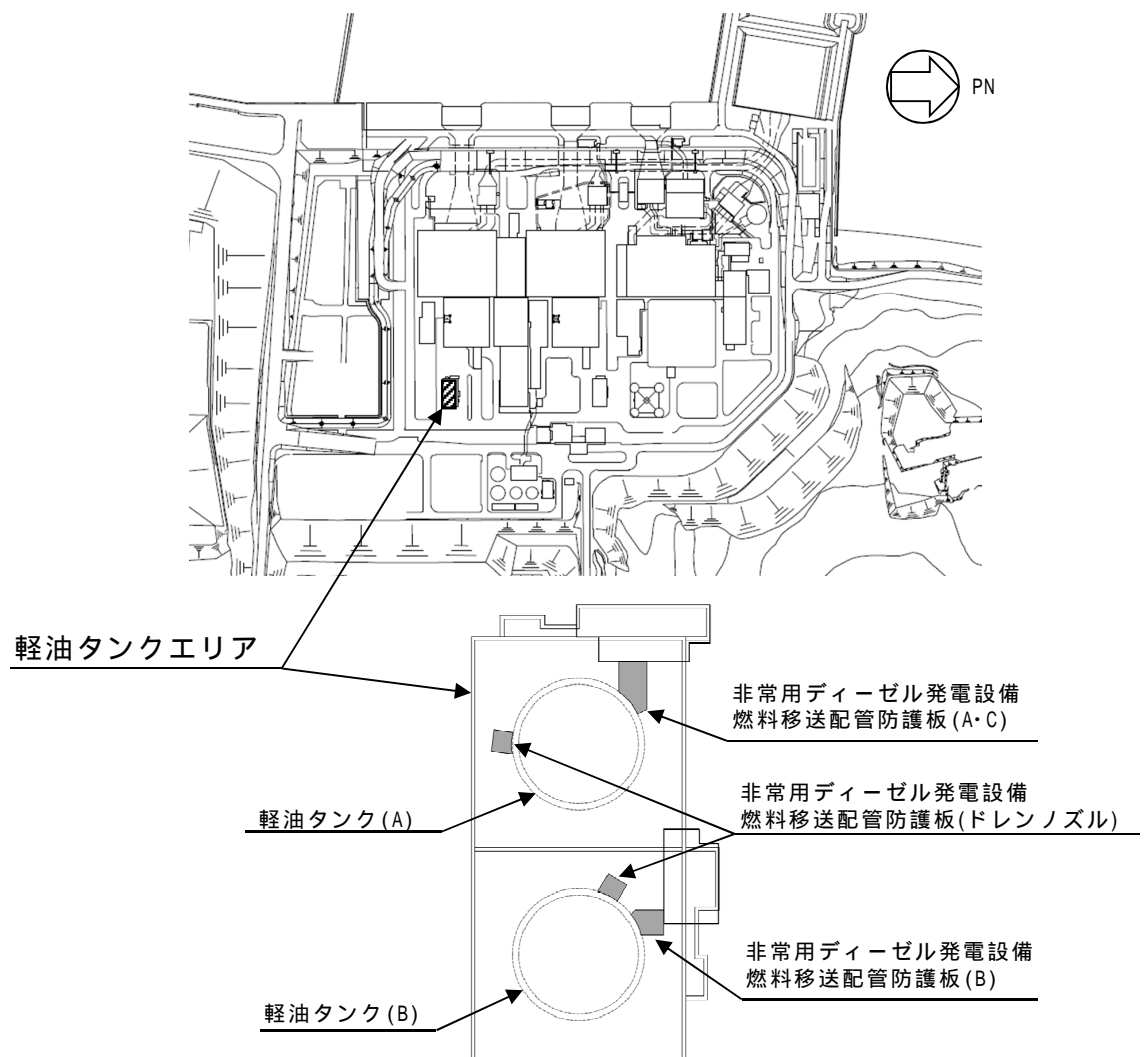 PN
軽油タンクエリア
非常用ディーゼル発電設備
燃料移送配管防護板(A・C)
非常用ディーゼル発電設備
燃料移送配管防護板(ドレンノズル)
軽油タンク(A)
非常用ディーゼル発電設備
燃料移送配管防護板(B)
軽油タンク(B)